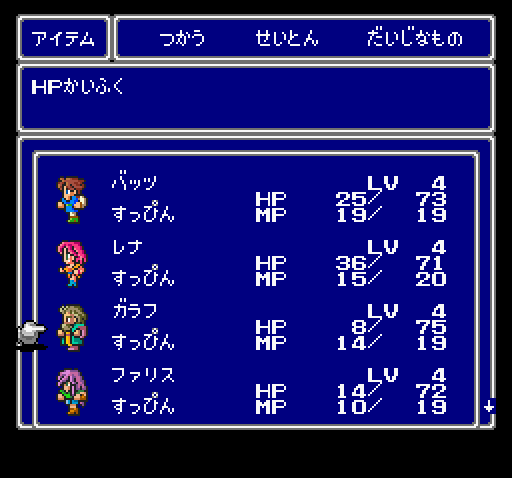 アイテム つかう せいとん だいじなもの
HPかいふく
バッツ LV 4
HP 25/ 73
すっぴん MP 19/ 19
レナ LV 4
HP 36/ 71
すっぴん MP 15/ 20
ガラフ LV 4
HP 8/ 75
すっぴん MP 14/ 19
ファリス LV 4
HP 14/ 72
すっぴん MP 10/ 19